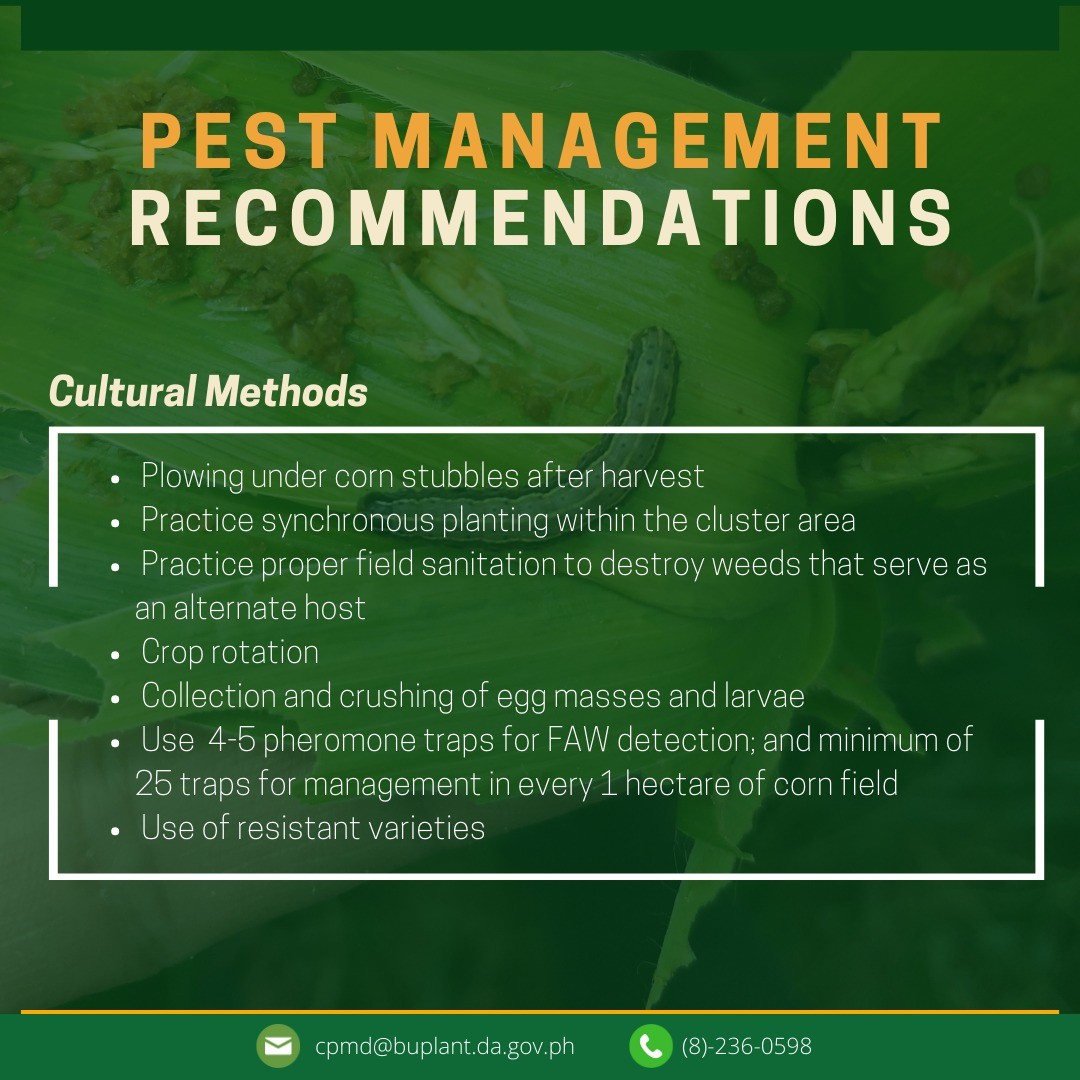 PEST MANAGEMENT
RECOMMENDATIONS
Cultural Methods
• Plowing under corn stubbles after harvest
• Practice synchronous planting within the cluster area
• Practice proper field sanitation to destroy weeds that serve as
an alternate host
• Crop rotation
• Collection and crushing of egg masses and larvae
• Use 4-5 pheromone traps for FAW detection; and minimum of
25 traps for management in every 1 hectare of corn field
• Use of resistant varieties
cpmd@buplant.da.gov.ph
(8)-236-0598